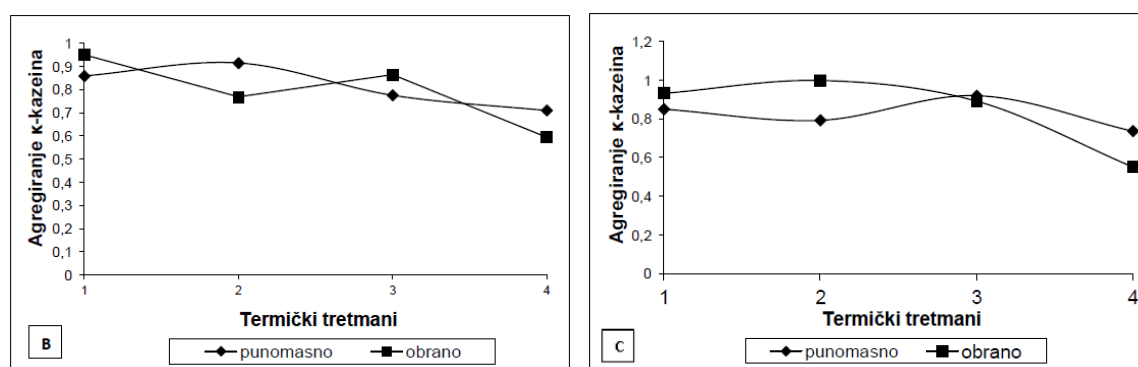 1
0,9
0,8
0,7
0,6
0,5
0,4
0,3
0,2
0,1
0
Agregiranje κ-kazeina
1 2 3 4
Termički tretmani
B
punomasno obrano
1,2
1
0,8
0,6
0,4
0,2
0
Agregiranje κ-kazeina
1 2 3 4
Termički tretmani
C
punomasno obrano